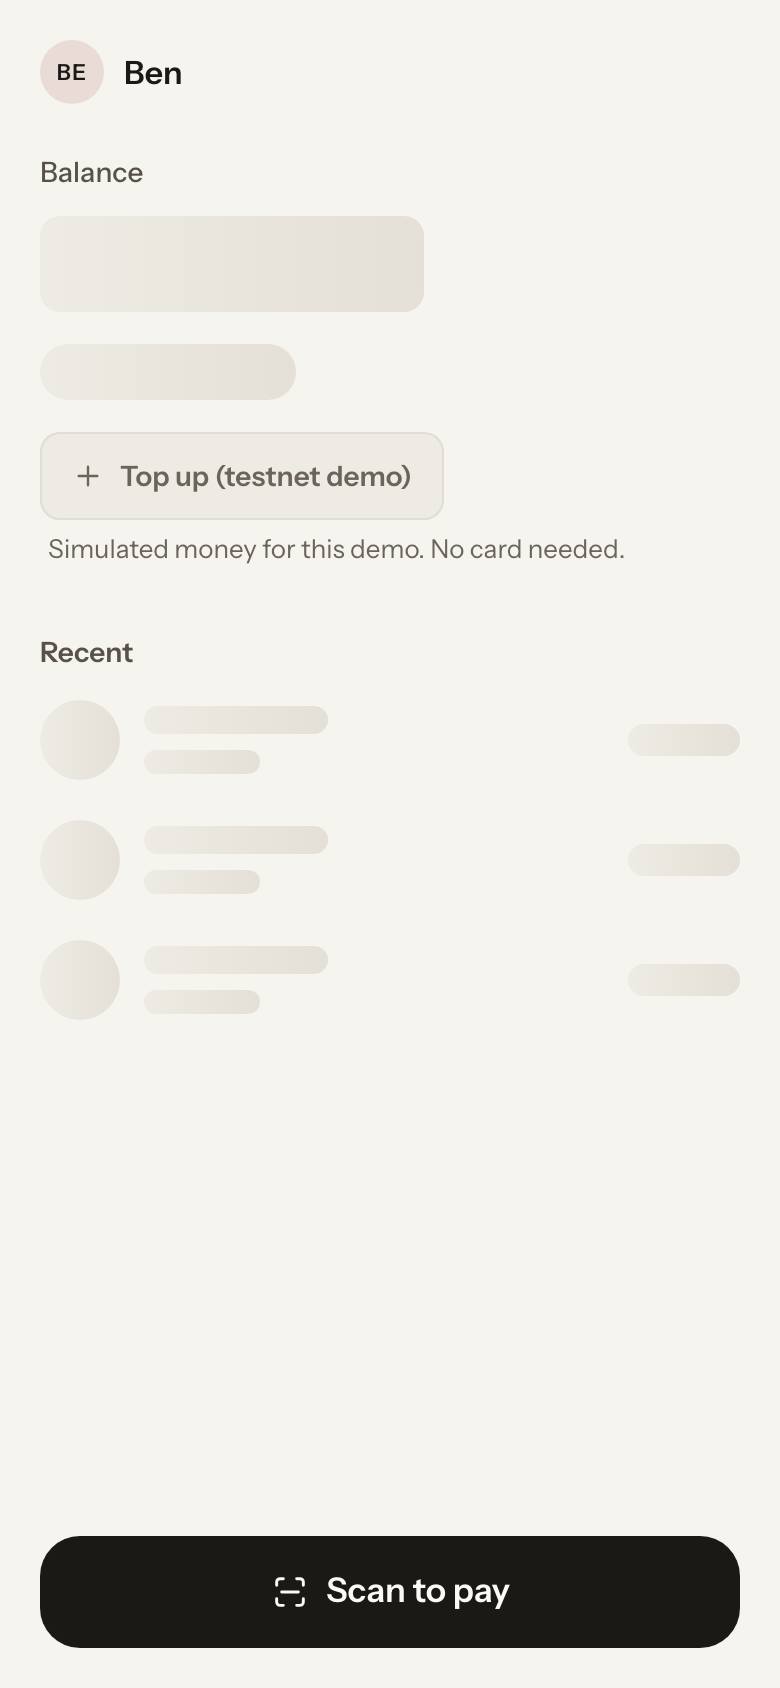 BE
Ben
Balance
Top up (testnet demo)
Simulated money for this demo. No card needed.
Recent
Scan to pay